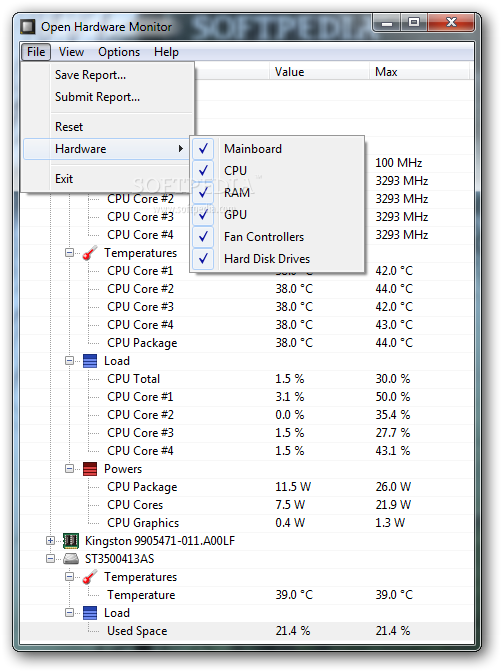 SOFTPEDIA
Open Hardware Monitor
File View Options Help
Value Max
Save Report...
Submit Report...
Reset
Hardware
Exit
Mainboard
CPU
RAM
GPU
Fan Controllers
Hard Disk Drives
SOFTPEDIA
www.softpedia.com
100 MHz
3293 MHz
CPU Core #2 3293 MHz
CPU Core #3 3293 MHz
CPU Core #4 3293 MHz
Temperatures
CPU Core #1 38.0 °C 42.0 °C
CPU Core #2 38.0 °C 44.0 °C
CPU Core #3 38.0 °C 42.0 °C
CPU Core #4 38.0 °C 43.0 °C
CPU Package 38.0 °C 44.0 °C
Load
CPU Total 1.5 % 30.0 %
CPU Core #1 3.1 % 50.0 %
CPU Core #2 0.0 % 35.4 %
CPU Core #3 1.5 % 27.7 %
CPU Core #4 1.5 % 43.1 %
Powers
CPU Package 11.5 W 26.0 W
CPU Cores 7.5 W 21.9 W
CPU Graphics 0.4 W 1.3 W
Kingston 9905471-011.A00LF
ST3500413AS
Temperatures
Temperature 39.0 °C 39.0 °C
Load
Used Space 21.4 % 21.4 %